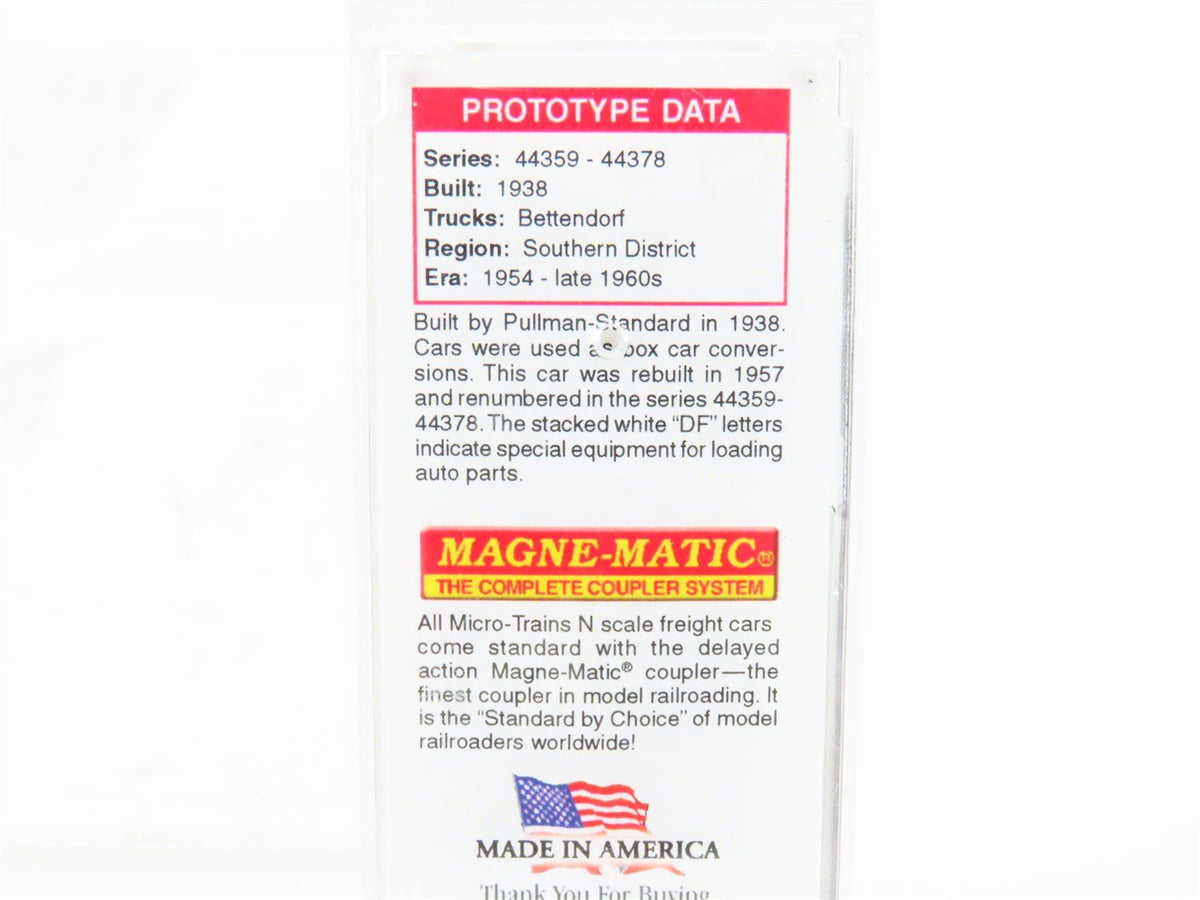 PROTOTYPE DATA
Series: 44359 - 44378
Built: 1938
Trucks: Bettendorf
Region: Southern District
Era: 1954 - late 1960s
Built by Pullman-Standard in 1938.
Cars were used as box car conver-
sions. This car was rebuilt in 1957
and renumbered in the series 44359-
44378. The stacked white “DF” letters
indicate special equipment for loading
auto parts.
MAGNE-MATIC®
THE COMPLETE COUPLER SYSTEM
All Micro-Trains N scale freight cars
come standard with the delayed
action Magne-Matic® coupler—the
finest coupler in model railroading. It
is the “Standard by Choice” of model
railroaders worldwide!
MADE IN AMERICA
Thank You For Buying